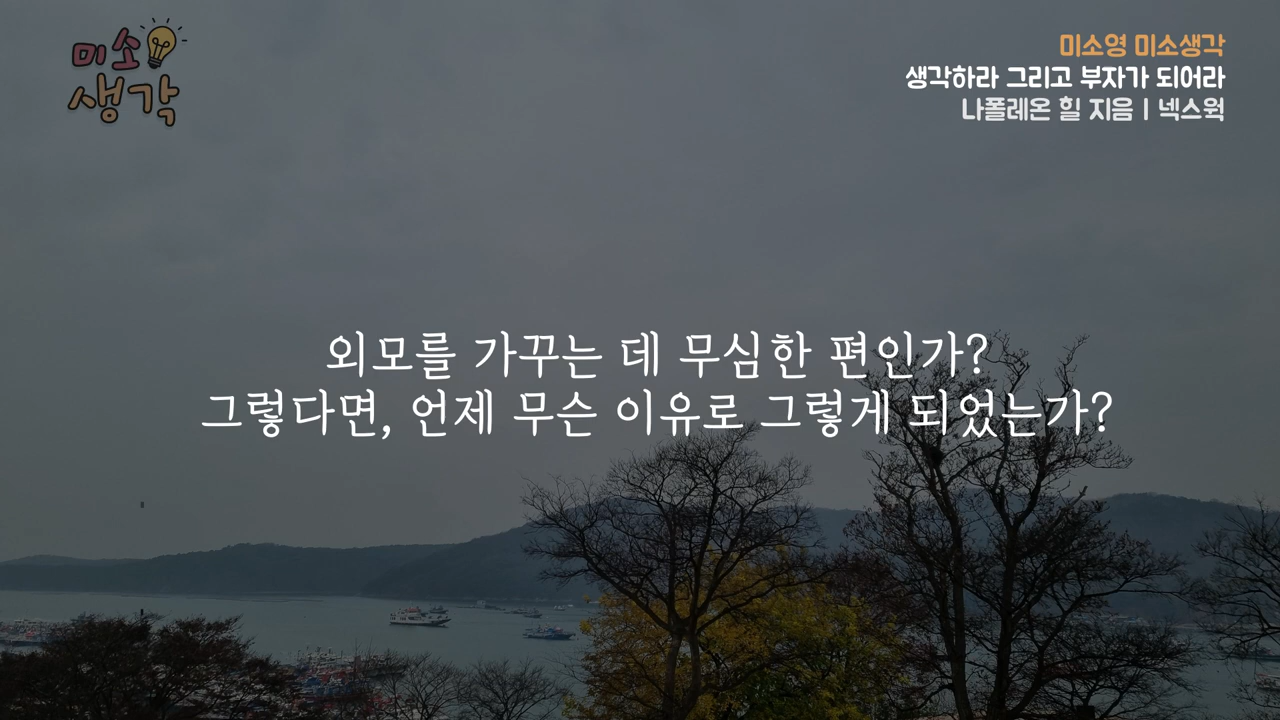 미소
생각
미소영 미소생각
생각하라 그리고 부자가 되어라
나폴레온 힐 지음 | 넥스웍
외모를 가꾸는 데 무심한 편인가?
그렇다면, 언제 무슨 이유로 그렇게 되었는가?